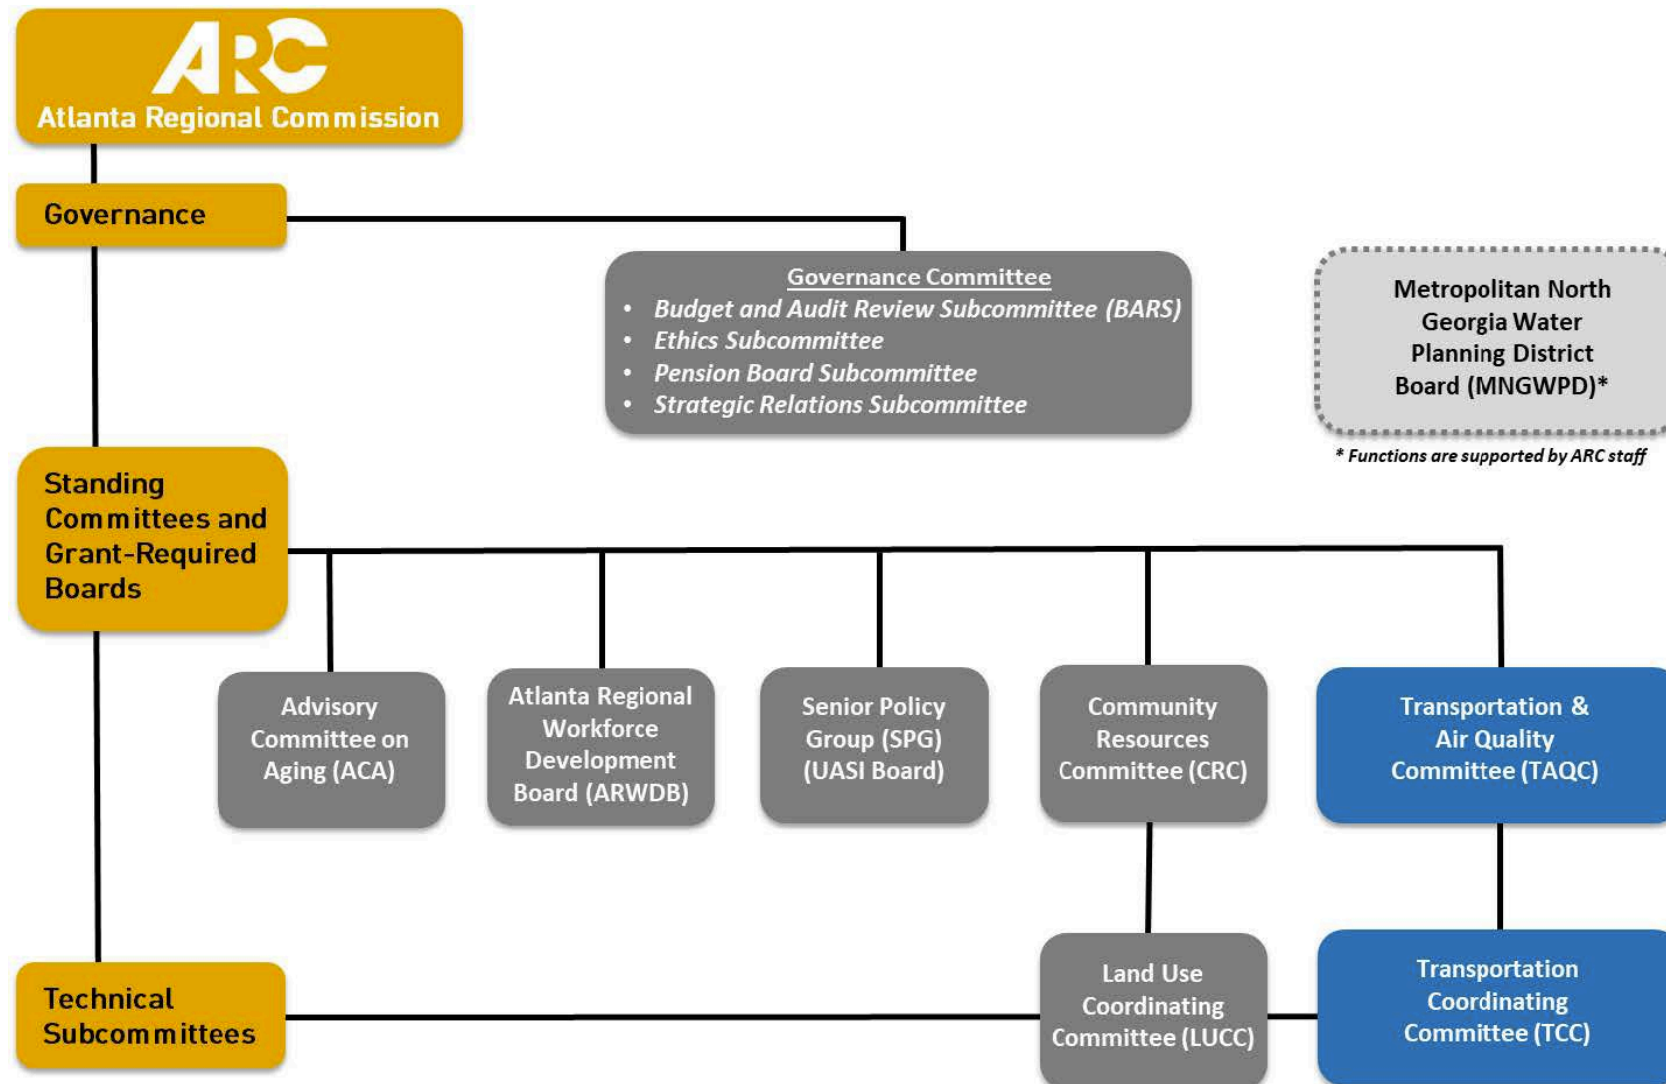 ARC
Atlanta Regional Commission
Governance
Governance Committee
• Budget and Audit Review Subcommittee (BARS)
• Ethics Subcommittee
• Pension Board Subcommittee
• Strategic Relations Subcommittee
Metropolitan North
Georgia Water
Planning District
Board (MNGWPD)*
* Functions are supported by ARC staff
Standing
Committees and
Grant-Required
Boards
Advisory
Committee on
Aging (ACA)
Atlanta Regional
Workforce
Development
Board (ARWDB)
Senior Policy
Group (SPG)
(UASI Board)
Community
Resources
Committee (CRC)
Transportation &
Air Quality
Committee (TAQC)
Technical
Subcommittees
Land Use
Coordinating
Committee (LUCC)
Transportation
Coordinating
Committee (TCC)